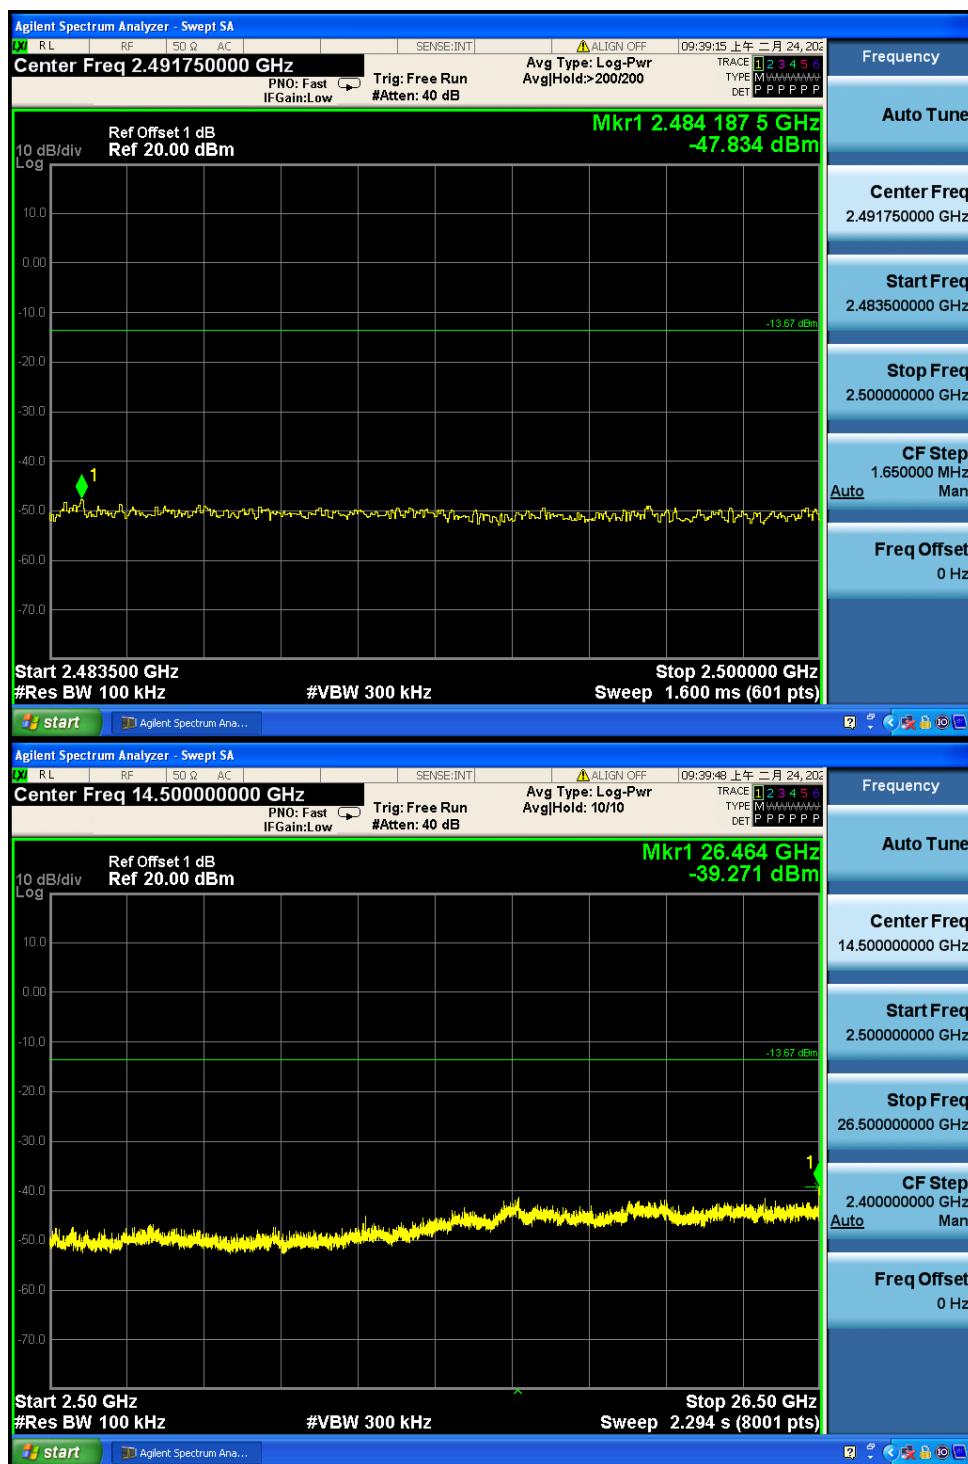 Agilent Spectrum Analyzer - Swept SA
LXI RL RF 50 Ω AC SENSE:INT ALIGN OFF 09:39:15 上午 二月 24, 202
Center Freq 2.491750000 GHz
PNO: Fast
IFGain:Low
Trig: Free Run
#Atten: 40 dB
Avg Type: Log-Pwr
Avg|Hold:>200/200
TRACE 1 2 3 4 5 6
TYPE M
DET P P P P P P
Frequency
Auto Tune
Ref Offset 1 dB
Ref 20.00 dBm
10 dB/div
Log
Mkr1 2.484 187 5 GHz
-47.834 dBm
10.0
0.00
-10.0
-20.0
-30.0
-40.0
-50.0
-60.0
-70.0
-13.67 dBm
1
Center Freq
2.491750000 GHz
Start Freq
2.483500000 GHz
Stop Freq
2.500000000 GHz
CF Step
1.650000 MHz
Auto Man
Freq Offset
0 Hz
Start 2.483500 GHz Stop 2.500000 GHz
#Res BW 100 kHz #VBW 300 kHz Sweep 1.600 ms (601 pts)
start Agilent Spectrum Ana...
Agilent Spectrum Analyzer - Swept SA
LXI RL RF 50 Ω AC SENSE:INT ALIGN OFF 09:39:48 上午 二月 24, 202
Center Freq 14.500000000 GHz
PNO: Fast
IFGain:Low
Trig: Free Run
#Atten: 40 dB
Avg Type: Log-Pwr
Avg|Hold: 10/10
TRACE 1 2 3 4 5 6
TYPE M
DET P P P P P P
Frequency
Auto Tune
Ref Offset 1 dB
Ref 20.00 dBm
10 dB/div
Log
Mkr1 26.464 GHz
-39.271 dBm
10.0
0.00
-10.0
-20.0
-30.0
-40.0
-50.0
-60.0
-70.0
-13.67 dBm
1
Center Freq
14.500000000 GHz
Start Freq
2.500000000 GHz
Stop Freq
26.500000000 GHz
CF Step
2.400000000 GHz
Auto Man
Freq Offset
0 Hz
Start 2.50 GHz Stop 26.50 GHz
#Res BW 100 kHz #VBW 300 kHz Sweep 2.294 s (8001 pts)
start Agilent Spectrum Ana...